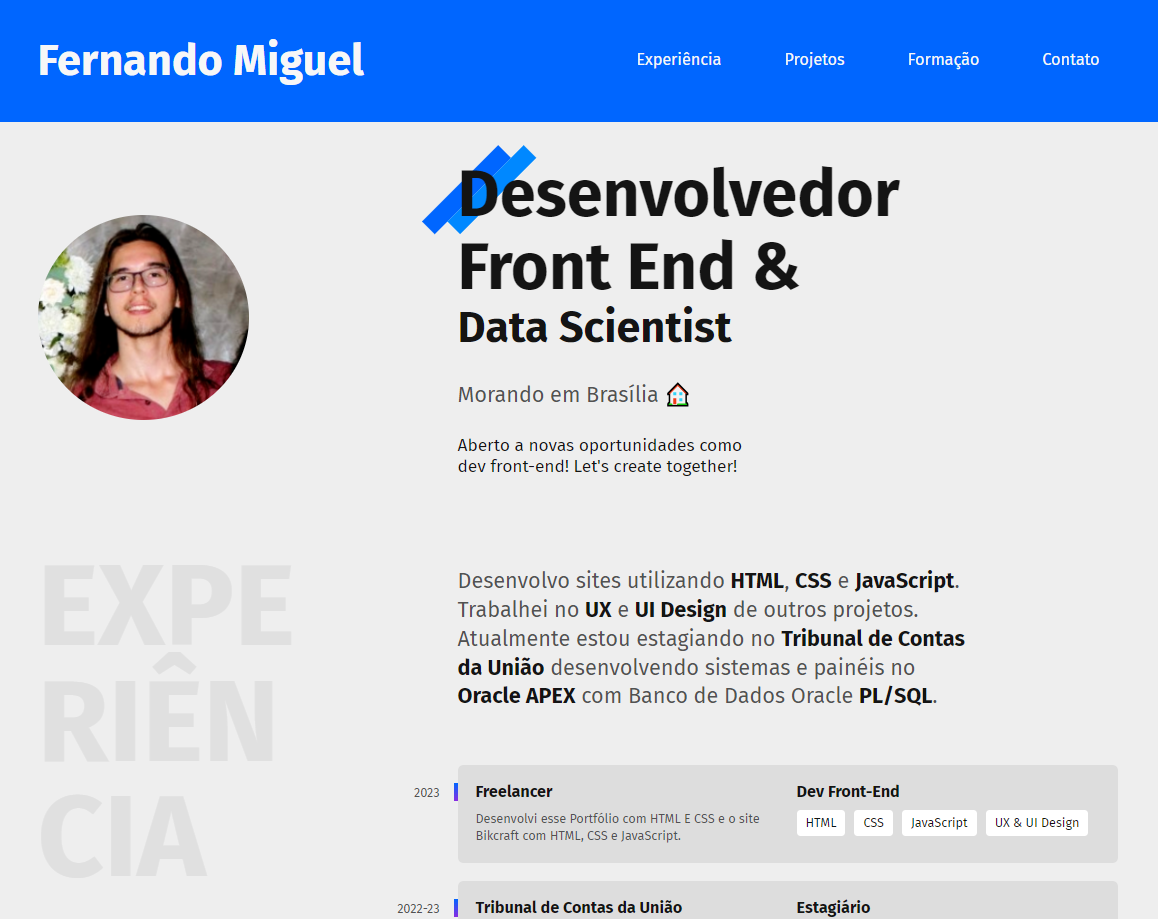 Fernando Miguel
Experiência
Projetos
Formação
Contato
Desenvolvedor
Front End &
Data Scientist
Morando em Brasília
Aberto a novas oportunidades como
dev front-end! Let's create together!
EXPE
RIÊN
CIA
Desenvolvo sites utilizando HTML, CSS e JavaScript.
Trabalhei no UX e UI Design de outros projetos.
Atualmente estou estagiando no Tribunal de Contas
da União desenvolvendo sistemas e painéis no
Oracle APEX com Banco de Dados Oracle PL/SQL.
2023
Freelancer
Desenvolvi esse Portfólio com HTML E CSS e o site
Bikcraft com HTML, CSS e JavaScript.
Dev Front-End
HTML
CSS
JavaScript
UX & UI Design
2022-23
Tribunal de Contas da União
Estagiário